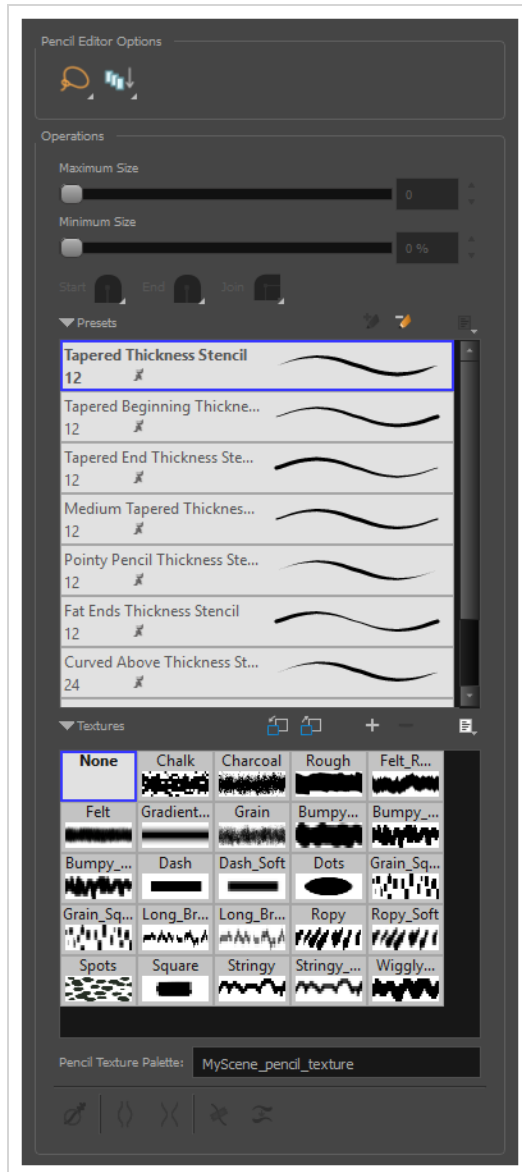 Pencil Editor Options
Operations
Maximum Size
0
Minimum Size
0 %
Start End Join
Presets
Tapered Thickness Stencil
12
Tapered Beginning Thickne...
12
Tapered End Thickness Ste...
12
Medium Tapered Thicknes...
12
Pointy Pencil Thickness Ste...
12
Fat Ends Thickness Stencil
12
Curved Above Thickness St...
24
Textures
None Chalk Charcoal Rough Felt_R...
Felt Gradient... Grain Bumpy... Bumpy_...
Bumpy_... Dash Dash_Soft Dots Grain_Sq...
Grain_Sq... Long_Br... Long_Br... Ropy Ropy_Soft
Spots Square Stringy Stringy_... Wiggly...
Pencil Texture Palette: MyScene_pencil_texture